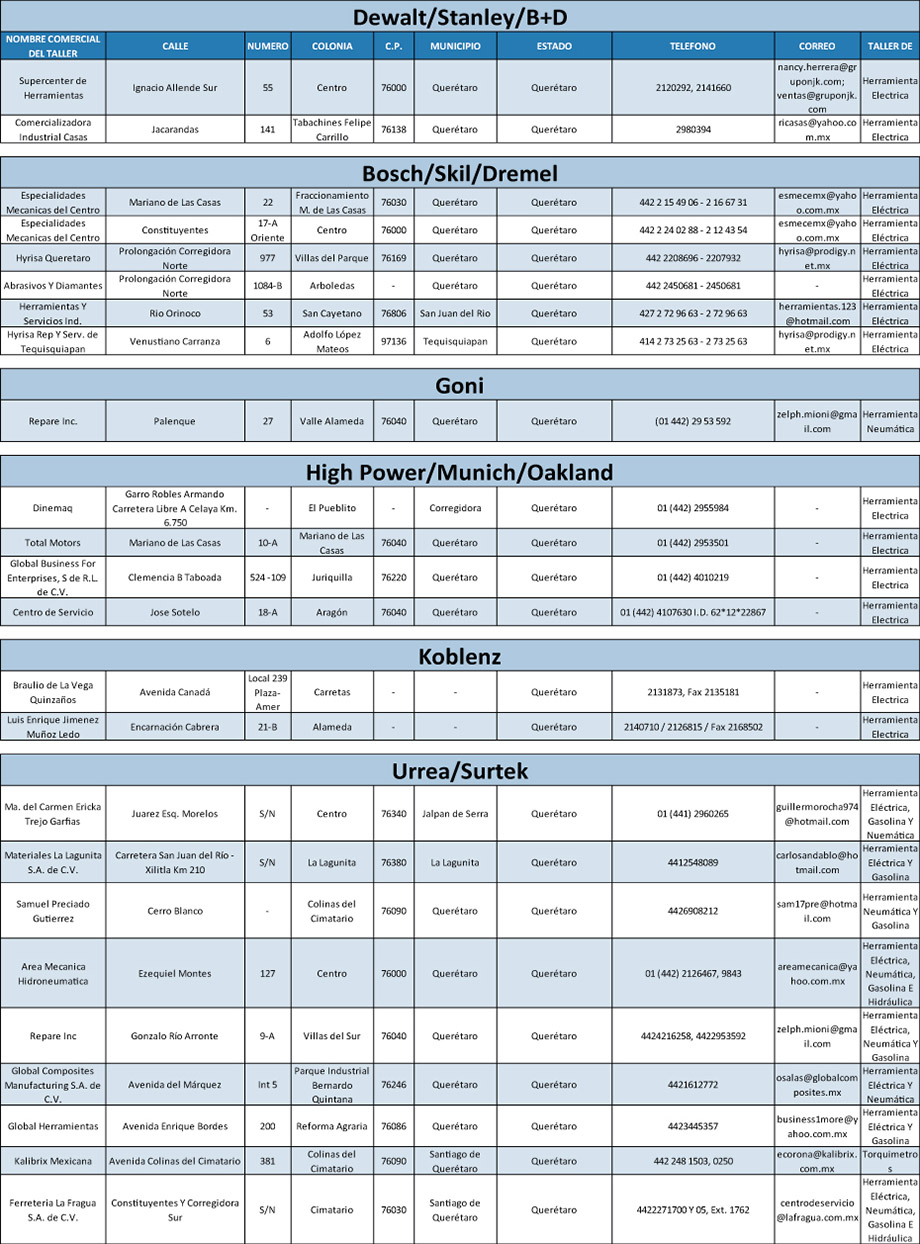 Dewalt/Stanley/B+D
NOMBRE COMERCIAL DEL TALLER CALLE NUMERO COLONIA C.P. MUNICIPIO ESTADO TELEFONO CORREO TALLER DE
Supercenter de Herramientas Ignacio Allende Sur 55 Centro 76000 Querétaro Querétaro 2120292, 2141660 nancy.herrera@gruponjk.com; ventas@gruponjk.com Herramienta Electrica
Comercializadora Industrial Casas Jacarandas 141 Tabachines Felipe Carrillo 76138 Querétaro Querétaro 2980394 ricasas@yahoo.com.mx Herramienta Electrica
Bosch/Skil/Dremel
Especialidades Mecanicas del Centro Mariano de Las Casas 22 Fraccionamiento M. de Las Casas 76030 Querétaro Querétaro 442 2 15 49 06 - 2 16 67 31 esmecemx@yahoo.com.mx Herramienta Eléctrica
Especialidades Mecanicas del Centro Constituyentes 17-A Oriente Centro 76000 Querétaro Querétaro 442 2 24 02 88 - 2 12 43 54 esmecemx@yahoo.com.mx Herramienta Eléctrica
Hyrisa Queretaro Prolongación Corregidora Norte 977 Villas del Parque 76169 Querétaro Querétaro 442 2208696 - 2207932 hyrisa@prodigy.net.mx Herramienta Eléctrica
Abrasivos Y Diamantes Prolongación Corregidora Norte 1084-B Arboledas - Querétaro Querétaro 442 2450681 - 2450681 - Herramienta Eléctrica
Herramientas Y Servicios Ind. Rio Orinoco 53 San Cayetano 76806 San Juan del Rio Querétaro 427 2 72 96 63 - 2 72 96 63 herramientas.123@hotmail.com Herramienta Eléctrica
Hyrisa Rep Y Serv. de Tequisquiapan Venustiano Carranza 6 Adolfo López Mateos 97136 Tequisquiapan Querétaro 414 2 73 25 63 - 2 73 25 63 hyrisa@prodigy.net.mx Herramienta Eléctrica
Goni
Repare Inc. Palenque 27 Valle Alameda 76040 Querétaro Querétaro (01 442) 29 53 592 zelph.mioni@gmail.com Herramienta Neumática
High Power/Munich/Oakland
Dinemaq Garro Robles Armando Carretera Libre A Celaya Km. 6.750 - El Pueblito - Corregidora Querétaro 01 (442) 2955984 - Herramienta Electrica
Total Motors Mariano de Las Casas 10-A Mariano de Las Casas 76040 Querétaro Querétaro 01 (442) 2953501 - Herramienta Electrica
Global Business For Enterprises, S de R.L. de C.V. Clemencia B Taboada 524 -109 Juriquilla 76220 Querétaro Querétaro 01 (442) 4010219 - Herramienta Electrica
Centro de Servicio Jose Sotelo 18-A Aragón 76040 Querétaro Querétaro 01 (442) 4107630 I.D. 62*12*22867 - Herramienta Electrica
Koblenz
Braulio de La Vega Quinzaños Avenida Canadá Local 239 Plaza-Amer Carretas - - Querétaro 2131873, Fax 2135181 - Herramienta Electrica
Luis Enrique Jimenez Muñoz Ledo Encarnación Cabrera 21-B Alameda - - Querétaro 2140710 / 2126815 / Fax 2168502 - Herramienta Electrica
Urrea/Surtek
Ma. del Carmen Ericka Trejo Garfias Juarez Esq. Morelos S/N Centro 76340 Jalpan de Serra Querétaro 01 (441) 2960265 guillermorocha974@hotmail.com Herramienta Eléctrica, Gasolina Y Nuemática
Materiales La Lagunita S.A. de C.V. Carretera San Juan del Río - Xilitla Km 210 S/N La Lagunita 76380 La Lagunita Querétaro 4412548089 carlosandablo@hotmail.com Herramienta Eléctrica Y Gasolina
Samuel Preciado Gutierrez Cerro Blanco - Colinas del Cimatario 76090 Querétaro Querétaro 4426908212 sam17pre@hotmail.com Herramienta Neumática Y Gasolina
Area Mecanica Hidroneumatica Ezequiel Montes 127 Centro 76000 Querétaro Querétaro 01 (442) 2126467, 9843 areamecanica@yahoo.com.mx Herramienta Eléctrica, Neumática, Gasolina E Hidráulica
Repare Inc Gonzalo Río Arronte 9-A Villas del Sur 76040 Querétaro Querétaro 4424216258, 4422953592 zelph.mioni@gmail.com Herramienta Eléctrica, Neumática Y Gasolina
Global Composites Manufacturing S.A. de C.V. Avenida del Márquez Int 5 Parque Industrial Bernardo Quintana 76246 Querétaro Querétaro 4421612772 osalas@globalcomposites.mx Herramienta Eléctrica Y Neumática
Global Herramientas Avenida Enrique Bordes 200 Reforma Agraria 76086 Querétaro Querétaro 4423445357 business1more@yahoo.com.mx Herramienta Eléctrica Y Gasolina
Kalibrix Mexicana Avenida Colinas del Cimatario 381 Colinas del Cimatario 76090 Santiago de Querétaro Querétaro 442 248 1503, 0250 ecorona@kalibrix.com.mx Torquimetros
Ferreteria La Fragua S.A. de C.V. Constituyentes Y Corregidora Sur S/N Cimatario 76030 Santiago de Querétaro Querétaro 4422271700 Y 05, Ext. 1762 centrodeservicio@lafragua.com.mx Herramienta Eléctrica, Neumática, Gasolina E Hidráulica